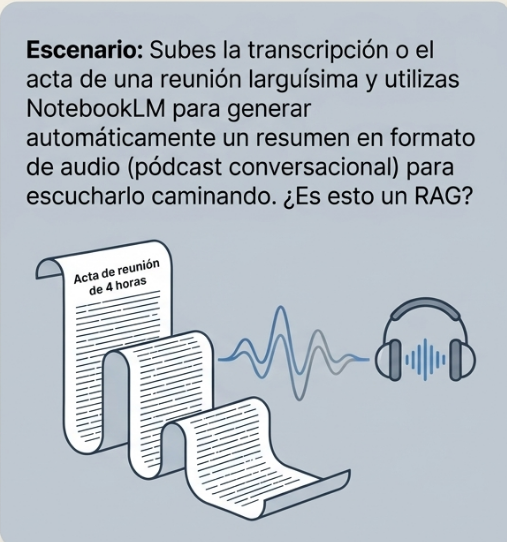 Escenario: Subes la transcripción o el
acta de una reunión larguísima y utilizas
NotebookLM para generar
automáticamente un resumen en formato
de audio (pódcast conversacional) para
escucharlo caminando. ¿Es esto un RAG?
Acta de reunión
de 4 horas